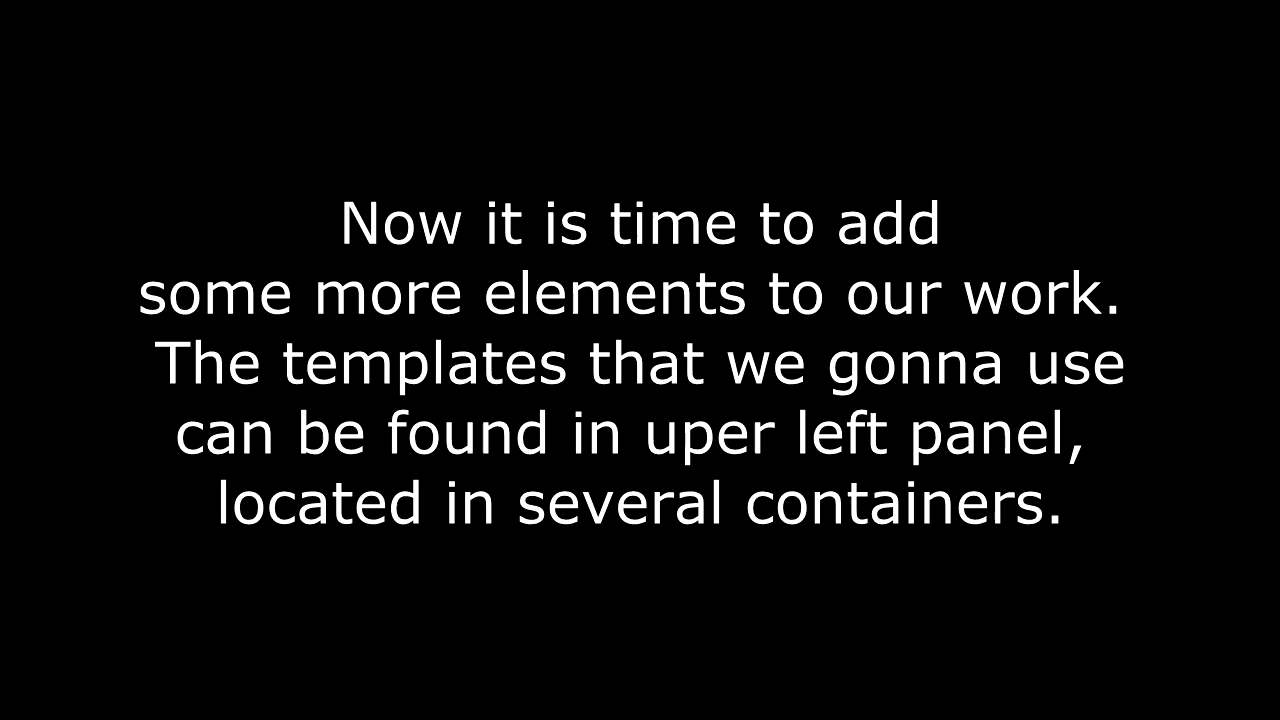 Now it is time to add
some more elements to our work.
The templates that we gonna use
can be found in uper left panel,
located in several containers.